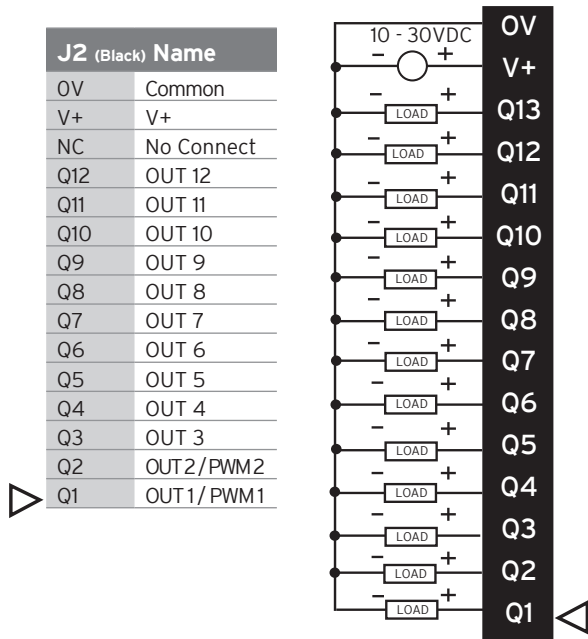 J2 (Black) Name
0V Common
V+ V+
NC No Connect
Q12 OUT 12
Q11 OUT 11
Q10 OUT 10
Q9 OUT 9
Q8 OUT 8
Q7 OUT 7
Q6 OUT 6
Q5 OUT 5
Q4 OUT 4
Q3 OUT 3
Q2 OUT2/PWM2
Q1 OUT1/PWM1
0V
10 - 30VDC
- + V+
- LOAD + Q13
- LOAD + Q12
- LOAD + Q11
- LOAD + Q10
- LOAD + Q9
- LOAD + Q8
- LOAD + Q7
- LOAD + Q6
- LOAD + Q5
- LOAD + Q4
- LOAD + Q3
- LOAD + Q2
- LOAD + Q1